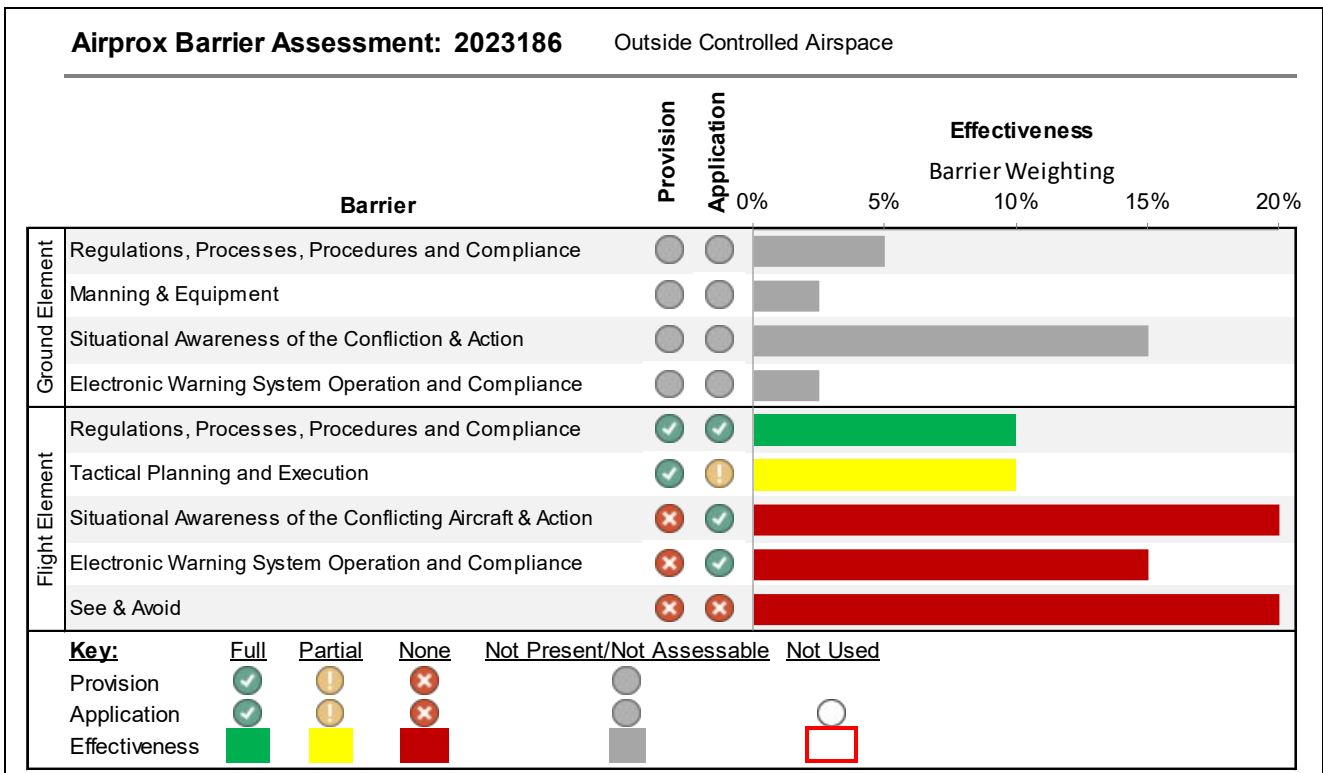 Airprox Barrier Assessment: 2023186 Outside Controlled Airspace
Provision
Application
Effectiveness
Barrier Weighting
Barrier
0% 5% 10% 15% 20%
Ground Element
Regulations, Processes, Procedures and Compliance
Manning & Equipment
Situational Awareness of the Confliction & Action
Electronic Warning System Operation and Compliance
Flight Element
Regulations, Processes, Procedures and Compliance
Tactical Planning and Execution
Situational Awareness of the Conflicting Aircraft & Action
Electronic Warning System Operation and Compliance
See & Avoid
Key: Full Partial None Not Present/Not Assessable Not Used
Provision
Application
Effectiveness